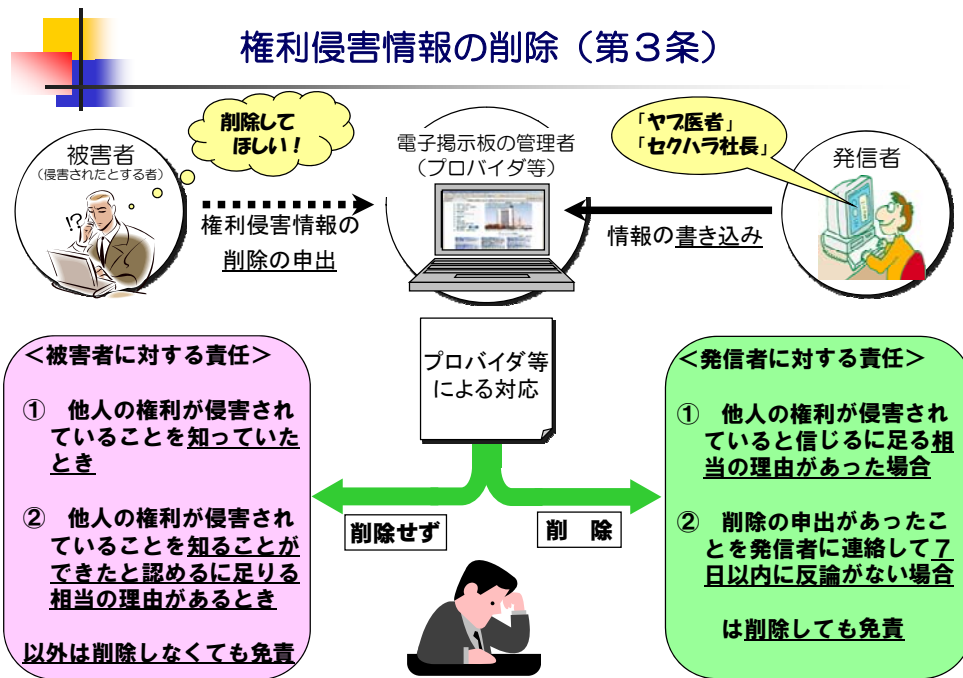 権利侵害情報の削除（第３条）
削除して
ほしい！
「ヤブ医者」
「セクハラ社長」
被害者
（侵害されたとする者）
!?
電子掲示板の管理者
（プロバイダ等）
発信者
権利侵害情報の
削除の申出
情報の書き込み
プロバイダ等
による対応
＜被害者に対する責任＞
①　他人の権利が侵害され
ていることを知っていた
とき
②　他人の権利が侵害され
ていることを知ることが
できたと認めるに足りる
相当の理由があるとき
以外は削除しなくても免責
削除せず
削　除
＜発信者に対する責任＞
①　他人の権利が侵害され
ていると信じるに足る相
当の理由があった場合
②　削除の申出があったこ
とを発信者に連絡して７
日以内に反論がない場合
は削除しても免責